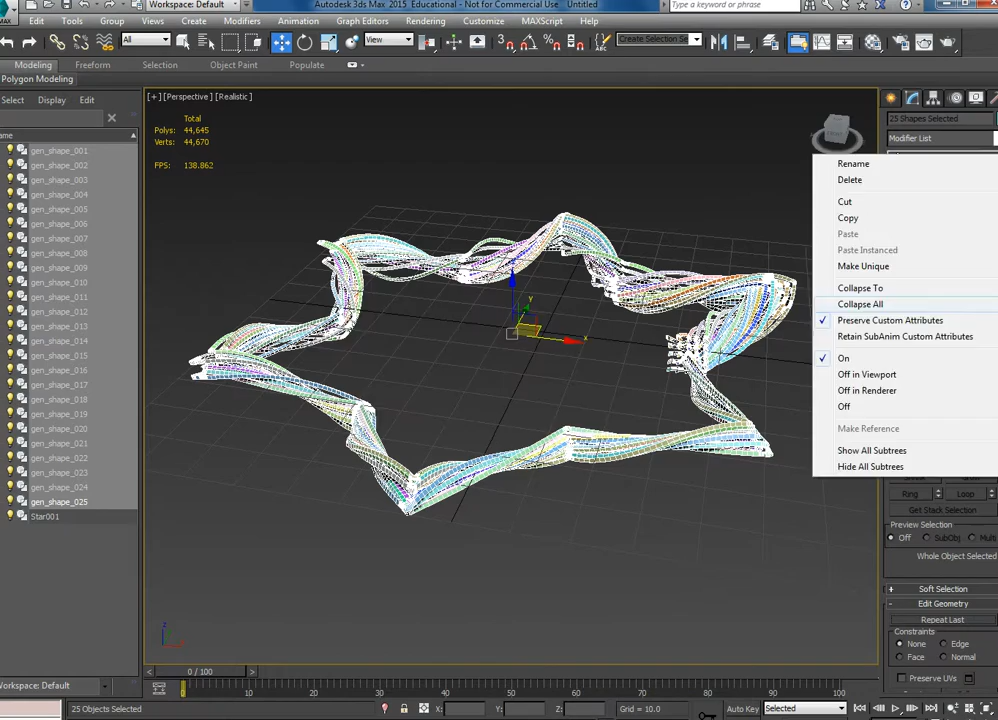 Workspace: Default
Autodesk 3ds Max 2015 Educational - Not for Commercial Use Untitled
Type a keyword or phrase
MAX
Edit Tools Group Views Create Modifiers Animation Graph Editors Rendering Customize MAXScript Help
All
View
Create Selection Se
Modeling Freeform Selection Object Paint Populate
Polygon Modeling
Select Display Edit
[+] [Perspective] [Realistic]
25 Shapes Selected
Total
Polys: 44,645
Verts: 44,670
FPS: 138.862
Modifier List
ame
gen_shape_001
gen_shape_002
gen_shape_003
gen_shape_004
gen_shape_005
gen_shape_006
gen_shape_007
gen_shape_008
gen_shape_009
gen_shape_010
gen_shape_011
gen_shape_012
gen_shape_013
gen_shape_014
gen_shape_015
gen_shape_016
gen_shape_017
gen_shape_018
gen_shape_019
gen_shape_020
gen_shape_021
gen_shape_022
gen_shape_023
gen_shape_024
gen_shape_025
Star001
Rename
Delete
Cut
Copy
Paste
Paste Instanced
Make Unique
Collapse To
Collapse All
Preserve Custom Attributes
Retain SubAnim Custom Attributes
On
Off in Viewport
Off in Renderer
Off
Make Reference
Show All Subtrees
Hide All Subtrees
y
x
z
Ring Loop
Get Stack Selection
Preview Selection
Off SubObj Multi
Whole Object Selected
+ Soft Selection
- Edit Geometry
Repeat Last
Constraints
None Edge
Face Normal
Preserve UVs
0 / 100
orkspace: Default
0 10 20 30 40 50 60 70 80 90 100
25 Objects Selected
X: Y: Z: Grid = 10.0
Auto Key Selected